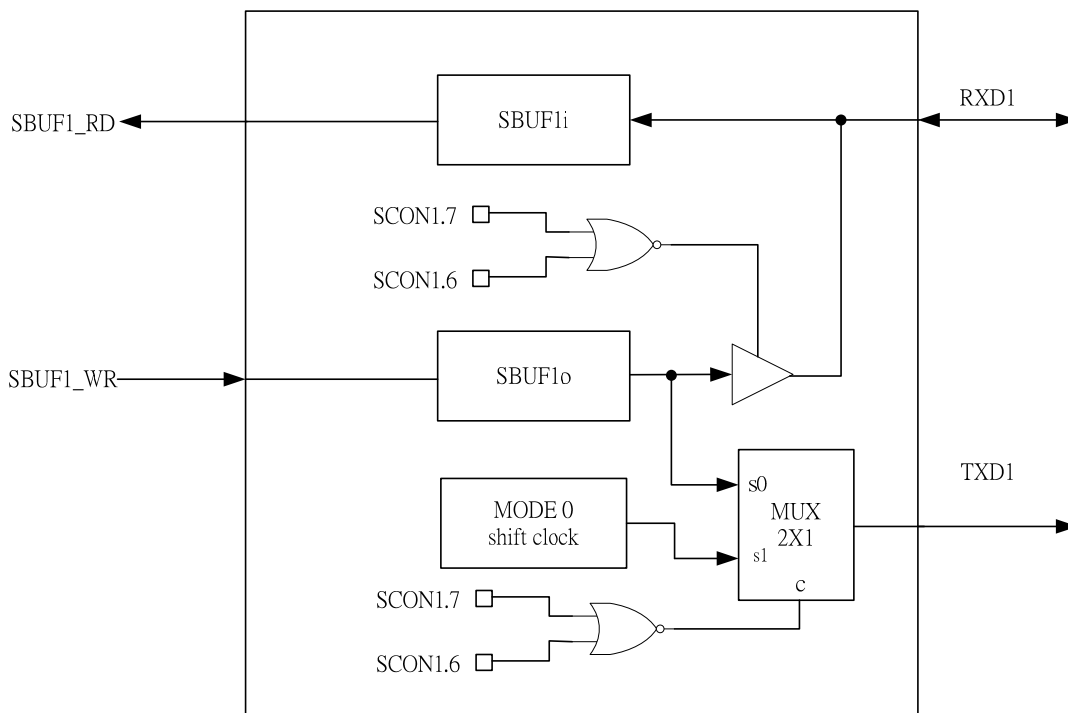 RXD1
SBUF1_RD
SBUF1i
SCON1.7
SCON1.6
SBUF1_WR
SBUF1o
TXD1
s0
MUX
2X1
s1
c
MODE 0
shift clock
SCON1.7
SCON1.6